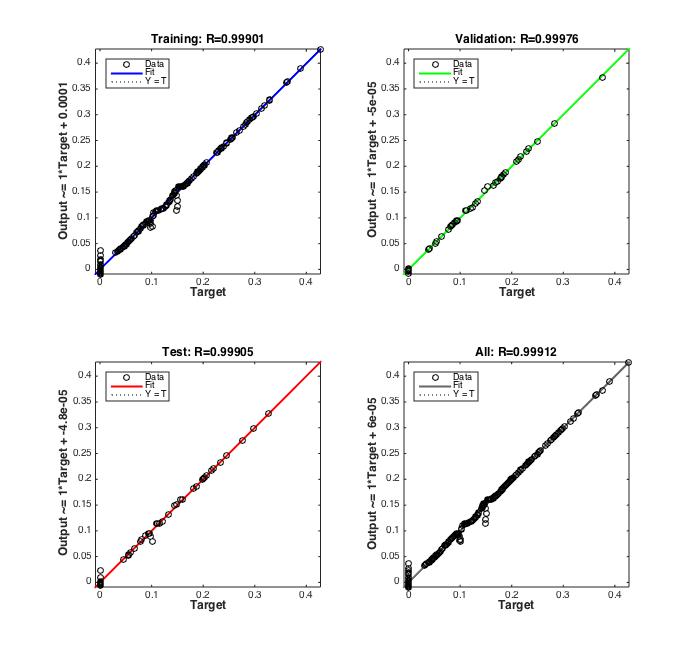 Training: R=0.99901
Output ~= 1*Target + 0.0001
Data
Fit
Y = T
0.4
0.35
0.3
0.25
0.2
0.15
0.1
0.05
0
0 0.1 0.2 0.3 0.4
Target
Validation: R=0.99976
Output ~= 1*Target + -5e-05
Data
Fit
Y = T
0.4
0.35
0.3
0.25
0.2
0.15
0.1
0.05
0
0 0.1 0.2 0.3 0.4
Target
Test: R=0.99905
Output ~= 1*Target + -4.8e-05
Data
Fit
Y = T
0.4
0.35
0.3
0.25
0.2
0.15
0.1
0.05
0
0 0.1 0.2 0.3 0.4
Target
All: R=0.99912
Output ~= 1*Target + 6e-05
Data
Fit
Y = T
0.4
0.35
0.3
0.25
0.2
0.15
0.1
0.05
0
0 0.1 0.2 0.3 0.4
Target